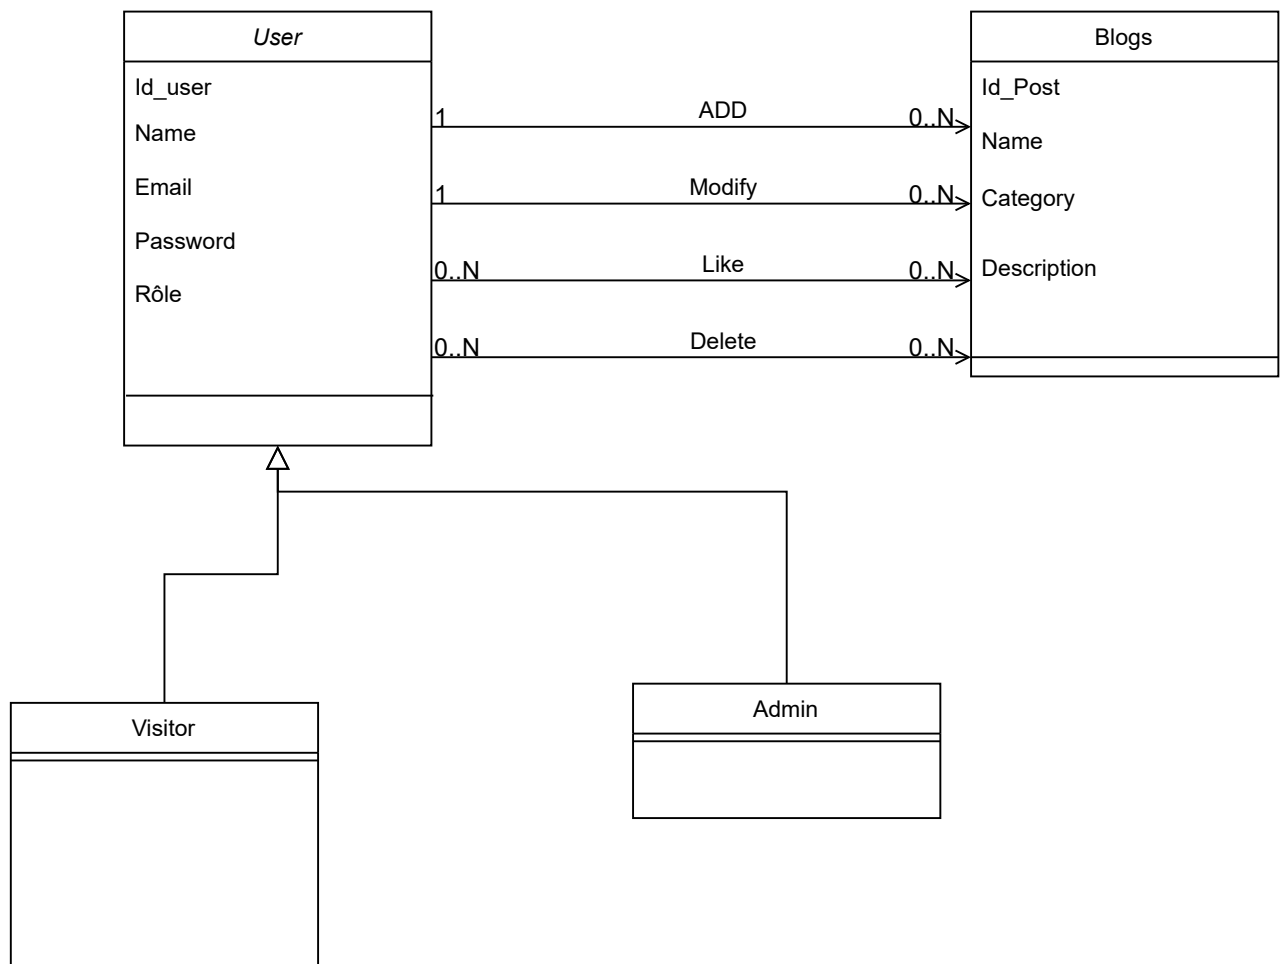 User
Id_user
Name
Email
Password
Rôle
1 ADD 0..N
1 Modify 0..N
0..N Like 0..N
0..N Delete 0..N
Blogs
Id_Post
Name
Category
Description
Visitor
Admin